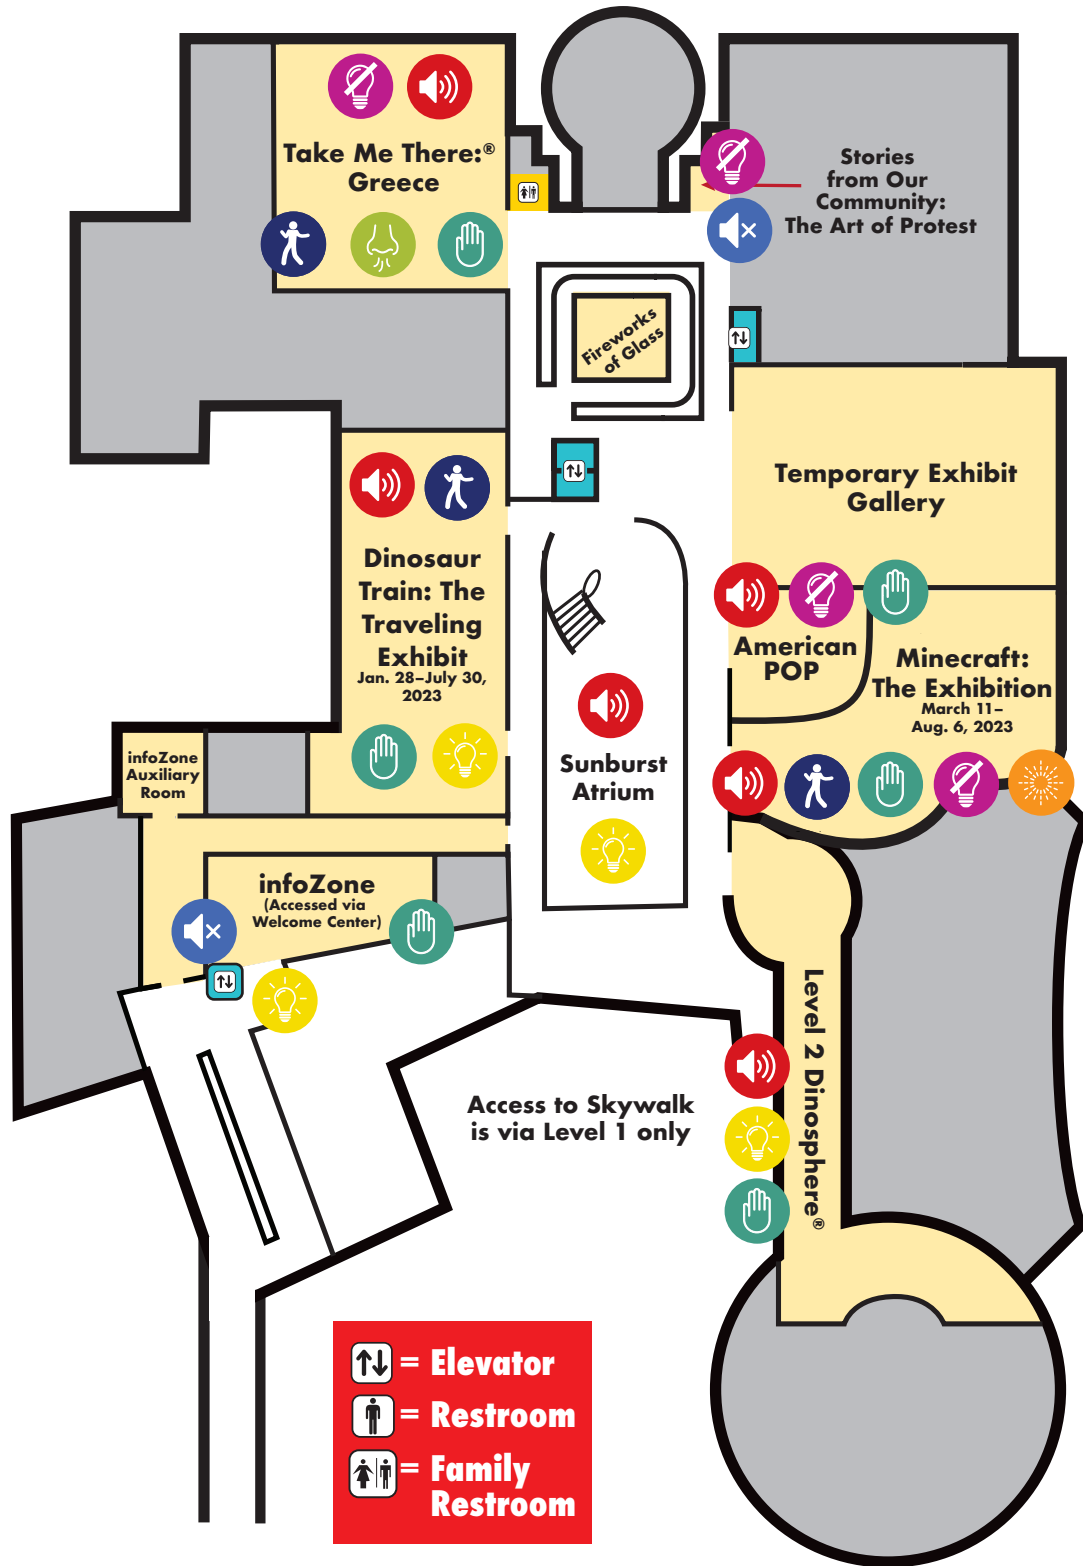 Take Me There:®
Greece
Stories
from Our
Community:
The Art of Protest
Fireworks
of Glass
Temporary Exhibit
Gallery
Dinosaur
Train: The
Traveling
Exhibit
Jan. 28–July 30,
2023
American
POP
Minecraft:
The Exhibition
March 11–
Aug. 6, 2023
Sunburst
Atrium
infoZone
Auxiliary
Room
infoZone
(Accessed via
Welcome Center)
Level 2 Dinosphere®
Access to Skywalk
is via Level 1 only
= Elevator
= Restroom
= Family
Restroom